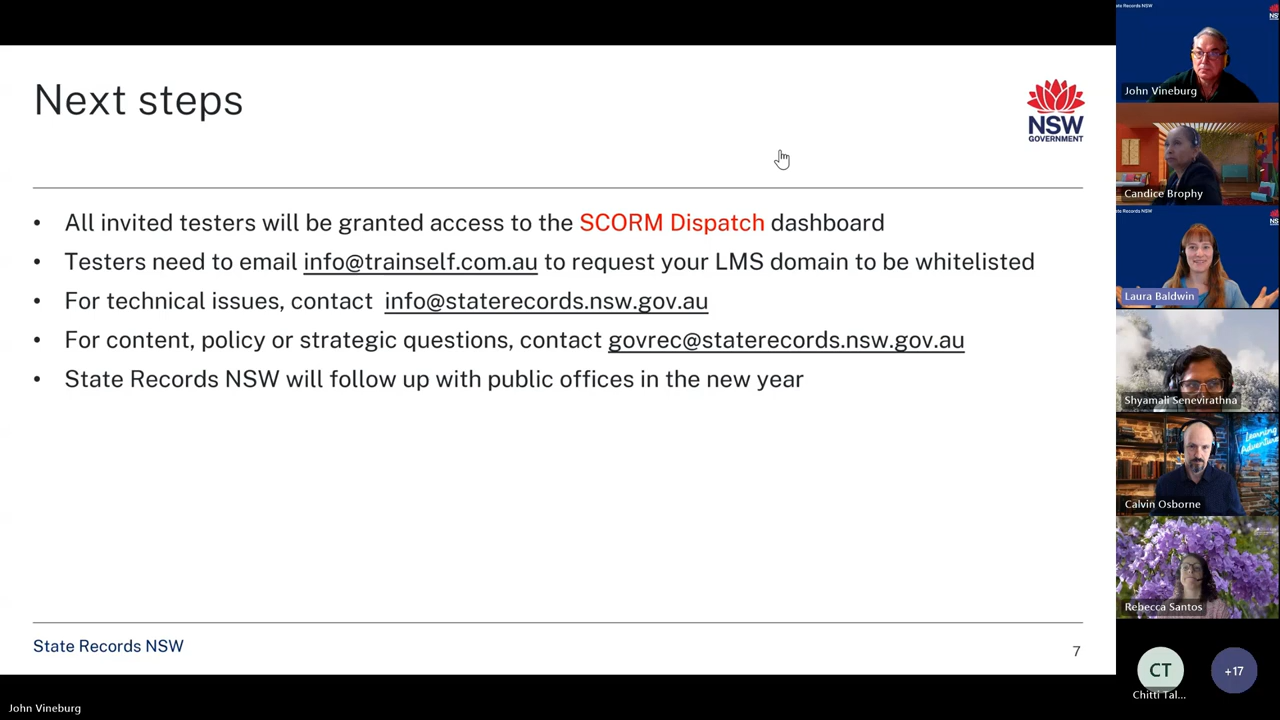 Next steps
NSW
GOVERNMENT
• All invited testers will be granted access to the SCORM Dispatch dashboard
• Testers need to email info@trainself.com.au to request your LMS domain to be whitelisted
• For technical issues, contact info@staterecords.nsw.gov.au
• For content, policy or strategic questions, contact govrec@staterecords.nsw.gov.au
• State Records NSW will follow up with public offices in the new year
State Records NSW
7
John Vineburg
John Vineburg
Candice Brophy
Laura Baldwin
Shyamali Senevirathna
Learning
Calvin Osborne
Rebecca Santos
CT
Chitti Tal...
+17